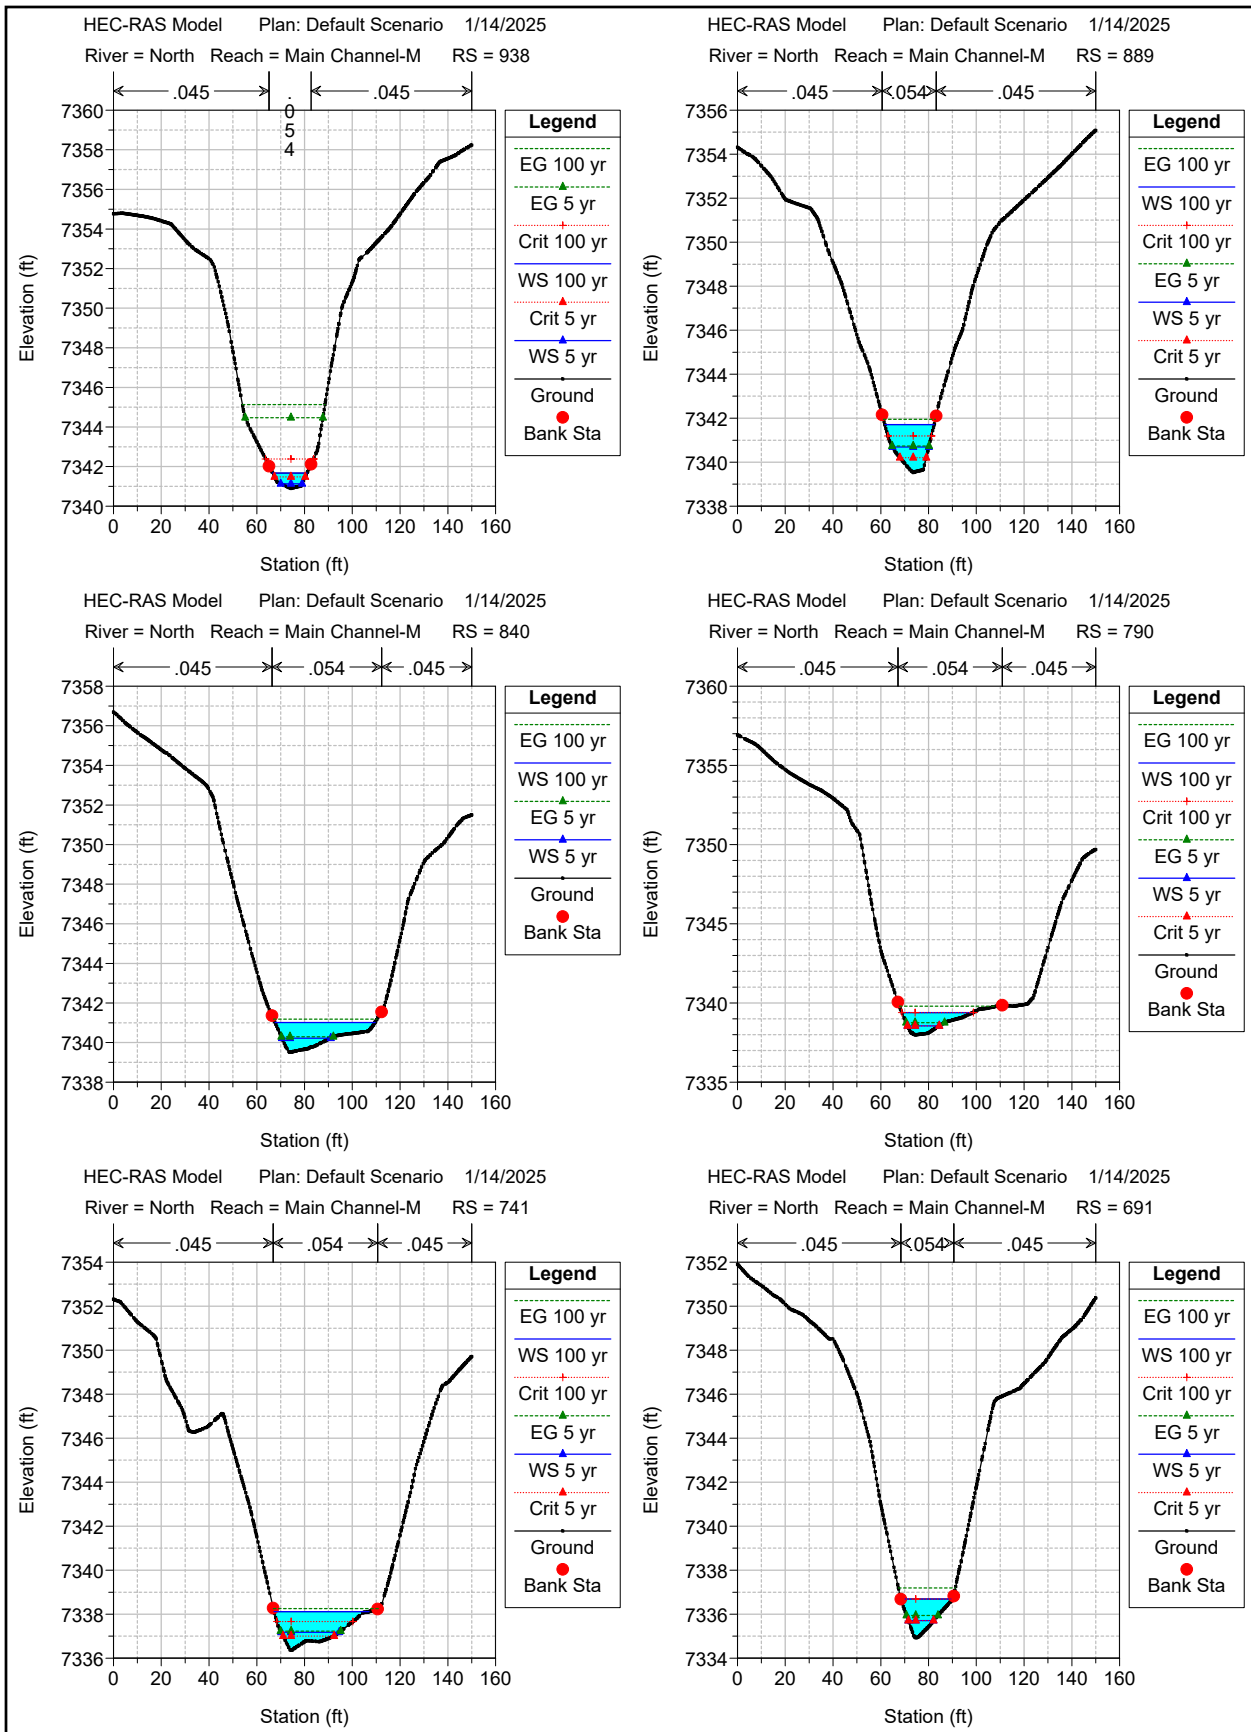 HEC-RAS Model Plan: Default Scenario 1/14/2025
River = North Reach = Main Channel-M RS = 938
.045
.054
.045
7360
7358
7356
7354
7352
7350
7348
7346
7344
7342
7340
Elevation (ft)
0 20 40 60 80 100 120 140 160
Station (ft)
Legend
EG 100 yr
EG 5 yr
Crit 100 yr
WS 100 yr
Crit 5 yr
WS 5 yr
Ground
Bank Sta
HEC-RAS Model Plan: Default Scenario 1/14/2025
River = North Reach = Main Channel-M RS = 889
.045 .054 .045
7356
7354
7352
7350
7348
7346
7344
7342
7340
7338
Elevation (ft)
0 20 40 60 80 100 120 140 160
Station (ft)
Legend
EG 100 yr
WS 100 yr
Crit 100 yr
EG 5 yr
WS 5 yr
Crit 5 yr
Ground
Bank Sta
HEC-RAS Model Plan: Default Scenario 1/14/2025
River = North Reach = Main Channel-M RS = 840
.045 .054 .045
7358
7356
7354
7352
7350
7348
7346
7344
7342
7340
7338
Elevation (ft)
0 20 40 60 80 100 120 140 160
Station (ft)
Legend
EG 100 yr
WS 100 yr
EG 5 yr
WS 5 yr
Ground
Bank Sta
HEC-RAS Model Plan: Default Scenario 1/14/2025
River = North Reach = Main Channel-M RS = 790
.045 .054 .045
7360
7355
7350
7345
7340
7335
Elevation (ft)
0 20 40 60 80 100 120 140 160
Station (ft)
Legend
EG 100 yr
WS 100 yr
Crit 100 yr
EG 5 yr
WS 5 yr
Crit 5 yr
Ground
Bank Sta
HEC-RAS Model Plan: Default Scenario 1/14/2025
River = North Reach = Main Channel-M RS = 741
.045 .054 .045
7354
7352
7350
7348
7346
7344
7342
7340
7338
7336
Elevation (ft)
0 20 40 60 80 100 120 140 160
Station (ft)
Legend
EG 100 yr
WS 100 yr
Crit 100 yr
EG 5 yr
WS 5 yr
Crit 5 yr
Ground
Bank Sta
HEC-RAS Model Plan: Default Scenario 1/14/2025
River = North Reach = Main Channel-M RS = 691
.045 .054 .045
7352
7350
7348
7346
7344
7342
7340
7338
7336
7334
Elevation (ft)
0 20 40 60 80 100 120 140 160
Station (ft)
Legend
EG 100 yr
WS 100 yr
Crit 100 yr
EG 5 yr
WS 5 yr
Crit 5 yr
Ground
Bank Sta